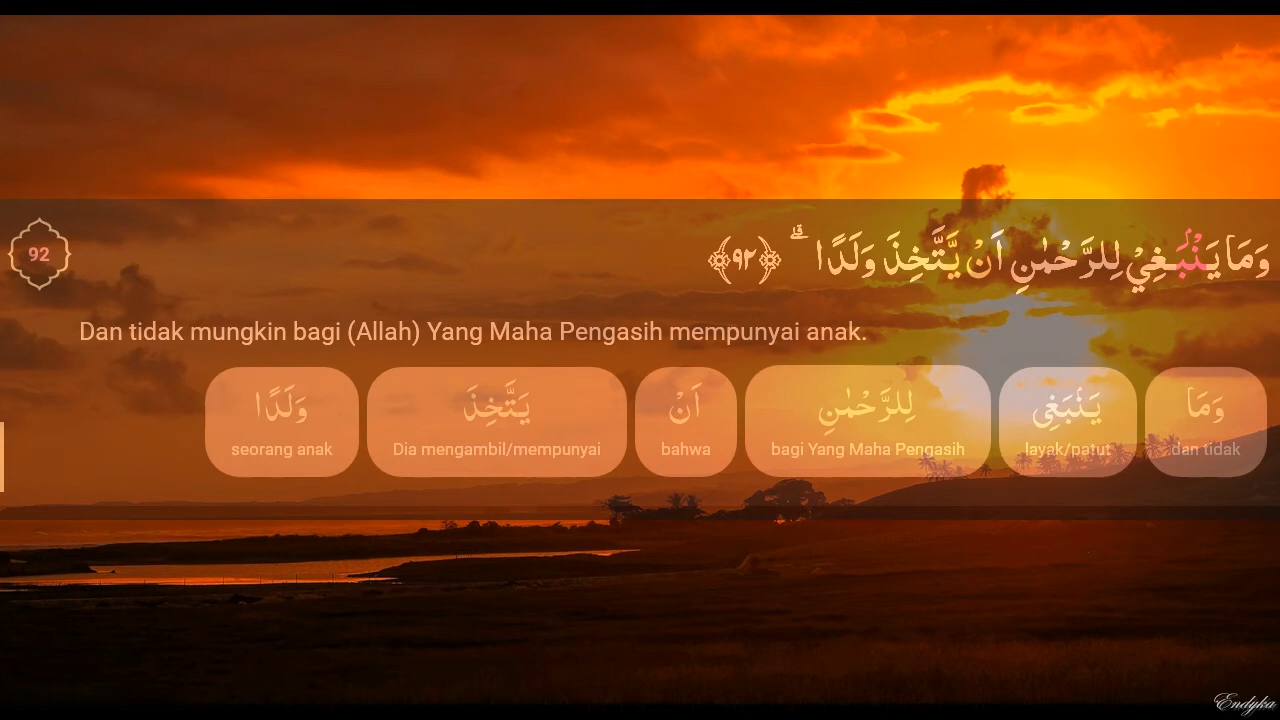 92
وَمَا يَنْۢبَغِيْ لِلرَّحْمٰنِ اَنْ يَّتَّخِذَ وَلَدًا ۗ ﴿٩٢﴾
Dan tidak mungkin bagi (Allah) Yang Maha Pengasih mempunyai anak.
وَمَا يَنْۢبَغِى لِلرَّحْمٰنِ اَنْ يَتَّخِذَ وَلَدًا
seorang anak Dia mengambil/mempunyai bahwa bagi Yang Maha Pengasih layak/patut dan tidak
Endyka